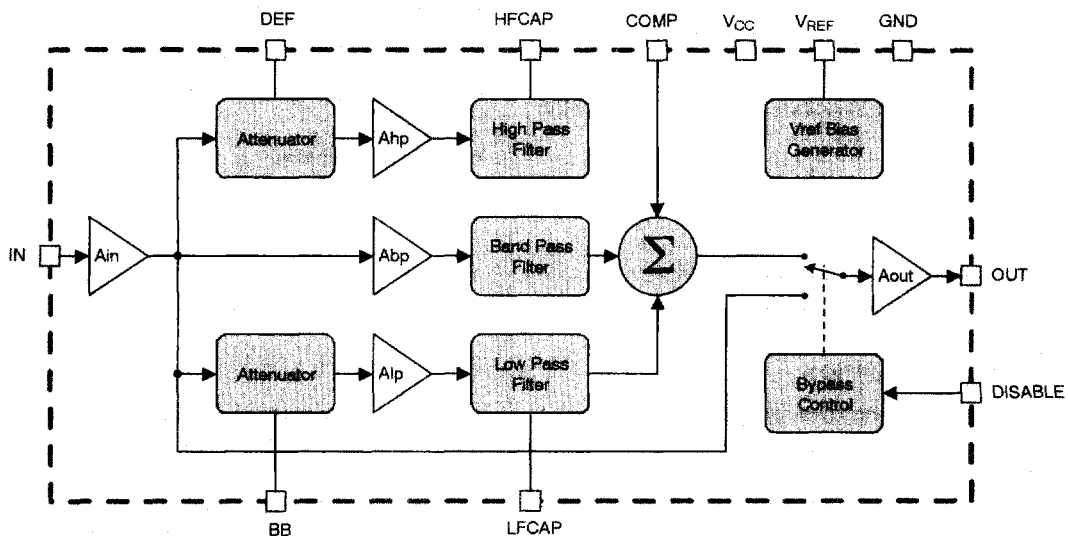 DEF
HFCAP
COMP
VCC
VREF
GND
Attenuator
Ahp
High Pass
Filter
Vref Bias
Generator
IN
Ain
Abp
Band Pass
Filter
Σ
Aout
OUT
Attenuator
Alp
Low Pass
Filter
Bypass
Control
DISABLE
BB
LFCAP